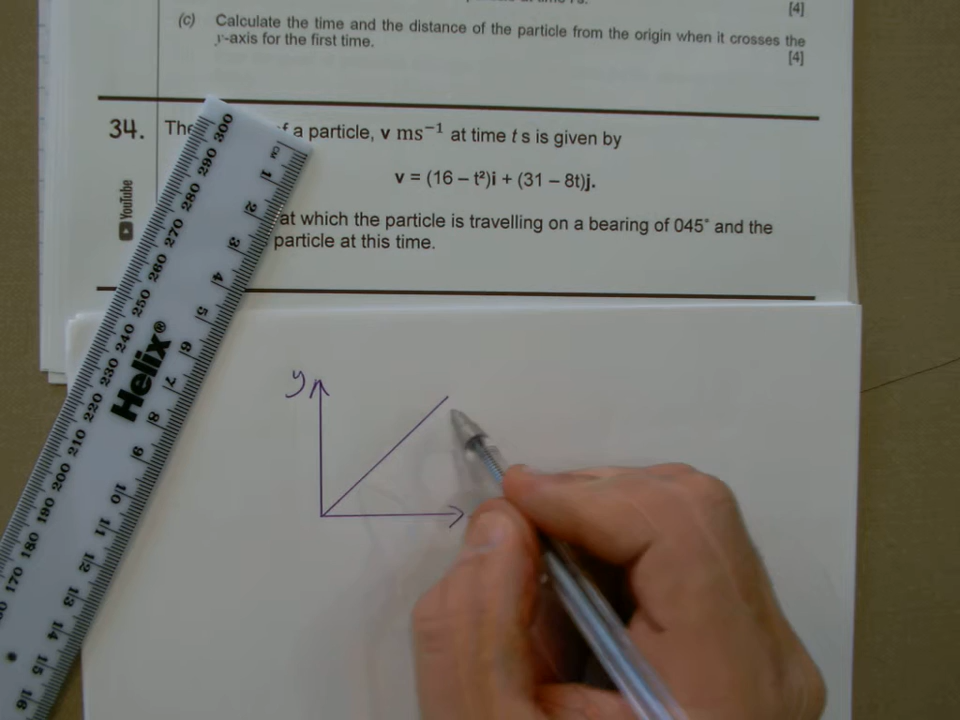 [4]
(c) Calculate the time and the distance of the particle from the origin when it crosses the
y-axis for the first time.
[4]
34. The f a particle, v ms⁻¹ at time t s is given by
v = (16 – t²)i + (31 – 8t)j.
YouTube
at which the particle is travelling on a bearing of 045° and the
particle at this time.
y
Helix®
300 290 280 270 260 250 240 230 220 210 200 190 180 170
cm 1 2 3 4 5 6 7 8 9 10 11 12 13 14 15 16